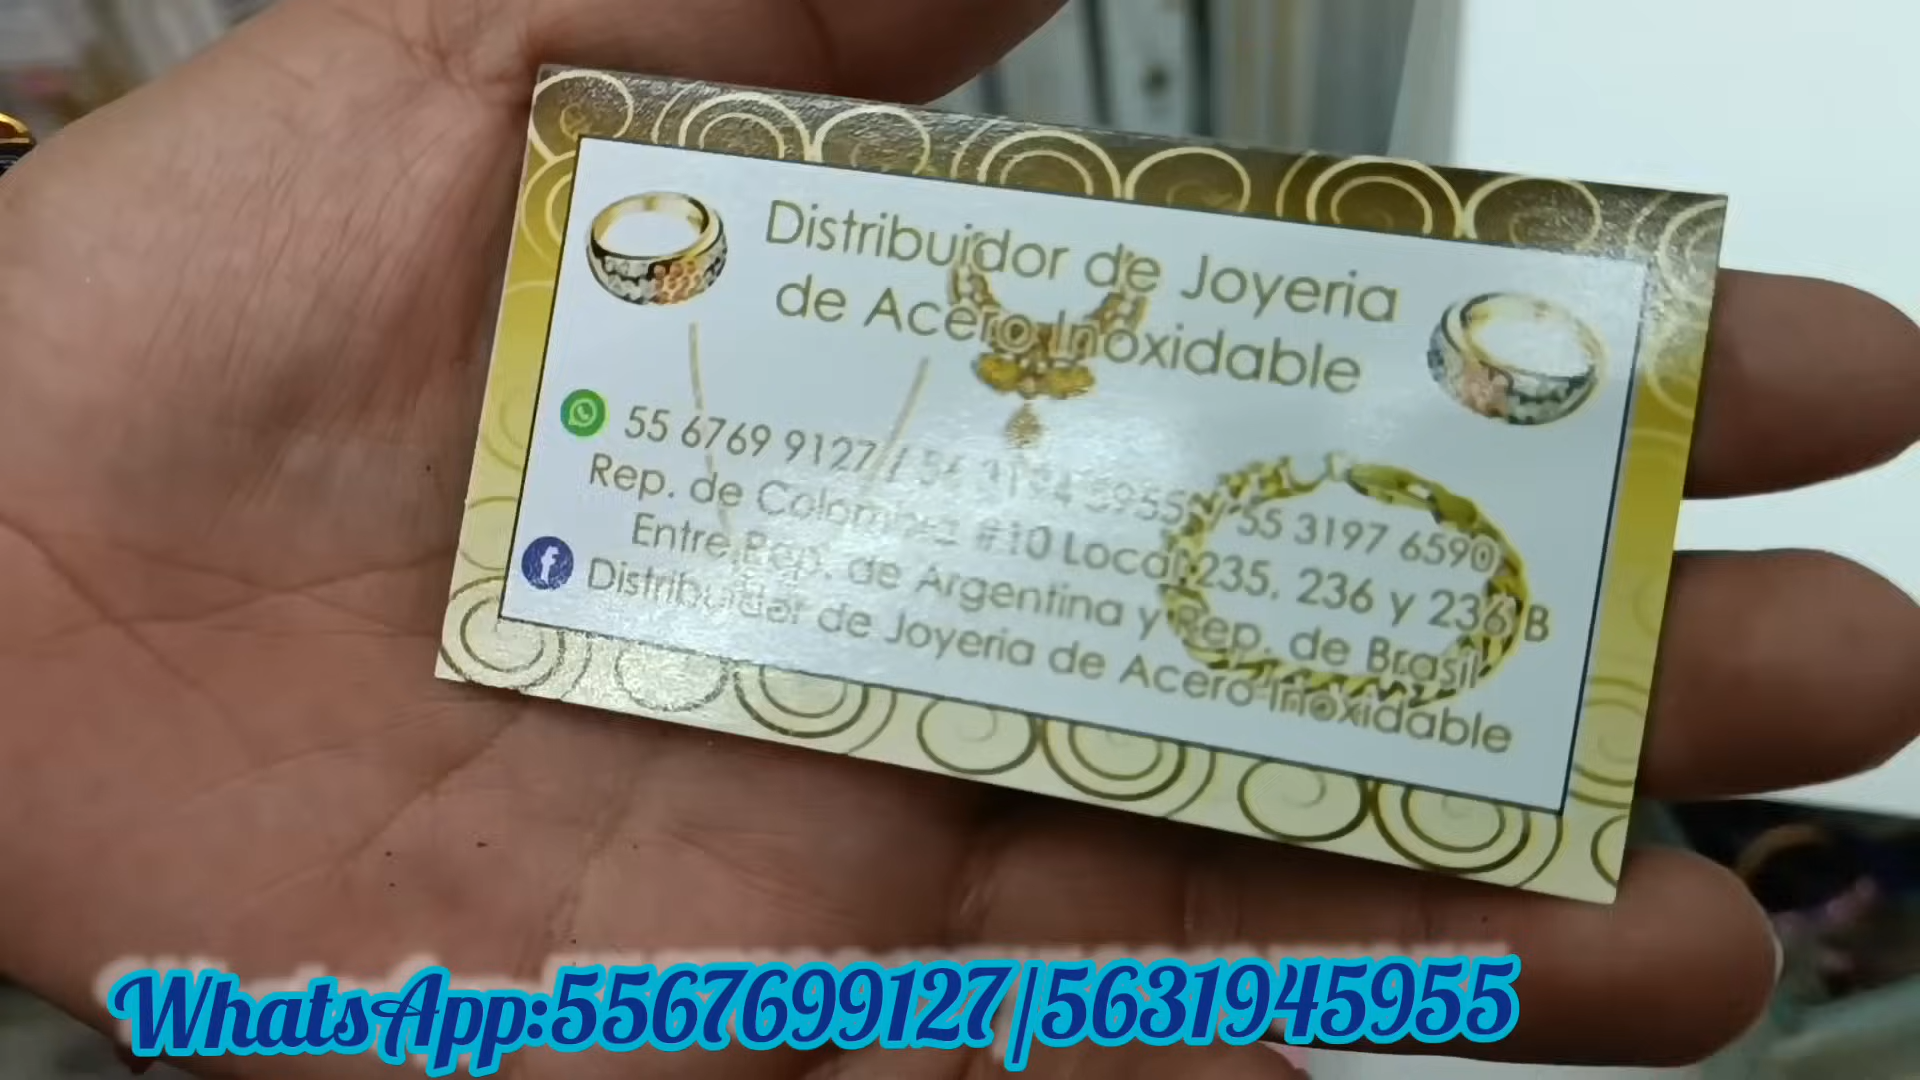 Distribuidor de Joyeria
de Acero Inoxidable
55 6769 9127 / 56 3194 5955 / 55 3197 6590
Rep. de Colombia #10 Local 235, 236 y 236 B
Entre Rep. de Argentina y Rep. de Brasil
Distribuidor de Joyeria de Acero Inoxidable
WhatsApp:5567699127/5631945955